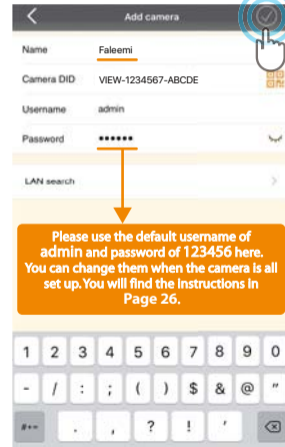 Add camera
Name Faleemi
Camera DID VIEW-1234567-ABCDE
Username admin
Password ••••••
LAN search
Please use the default username of
admin and password of 123456 here.
You can change them when the camera is all
set up. You will find the instructions in
Page 26.
1 2 3 4 5 6 7 8 9 0
- / : ; ( ) $ & @ "
#+= . , ? ! '